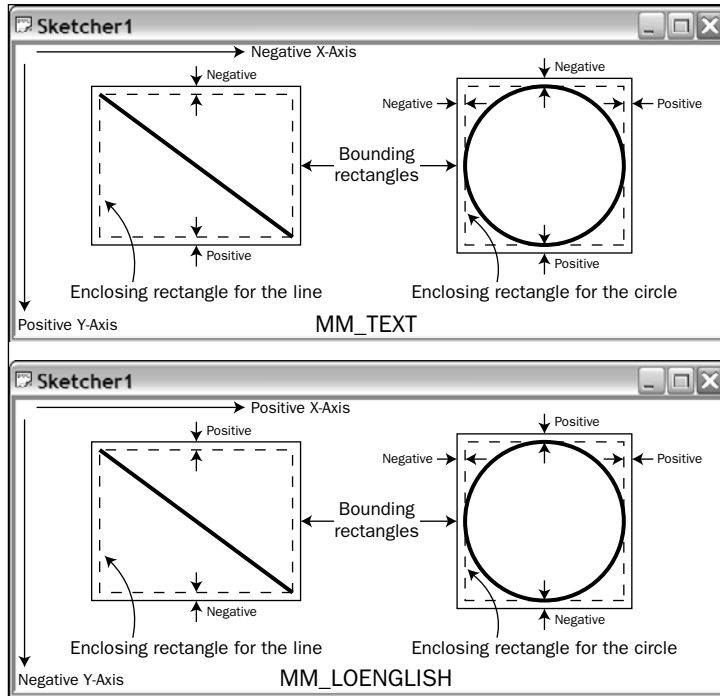 Sketcher1
Negative X-Axis
Negative
Negative
Negative
Positive
Bounding
rectangles
Positive
Positive
Enclosing rectangle for the line
Enclosing rectangle for the circle
Positive Y-Axis
MM_TEXT
Sketcher1
Positive X-Axis
Positive
Positive
Negative
Positive
Bounding
rectangles
Negative
Negative
Enclosing rectangle for the line
Enclosing rectangle for the circle
Negative Y-Axis
MM_LOENGLISH